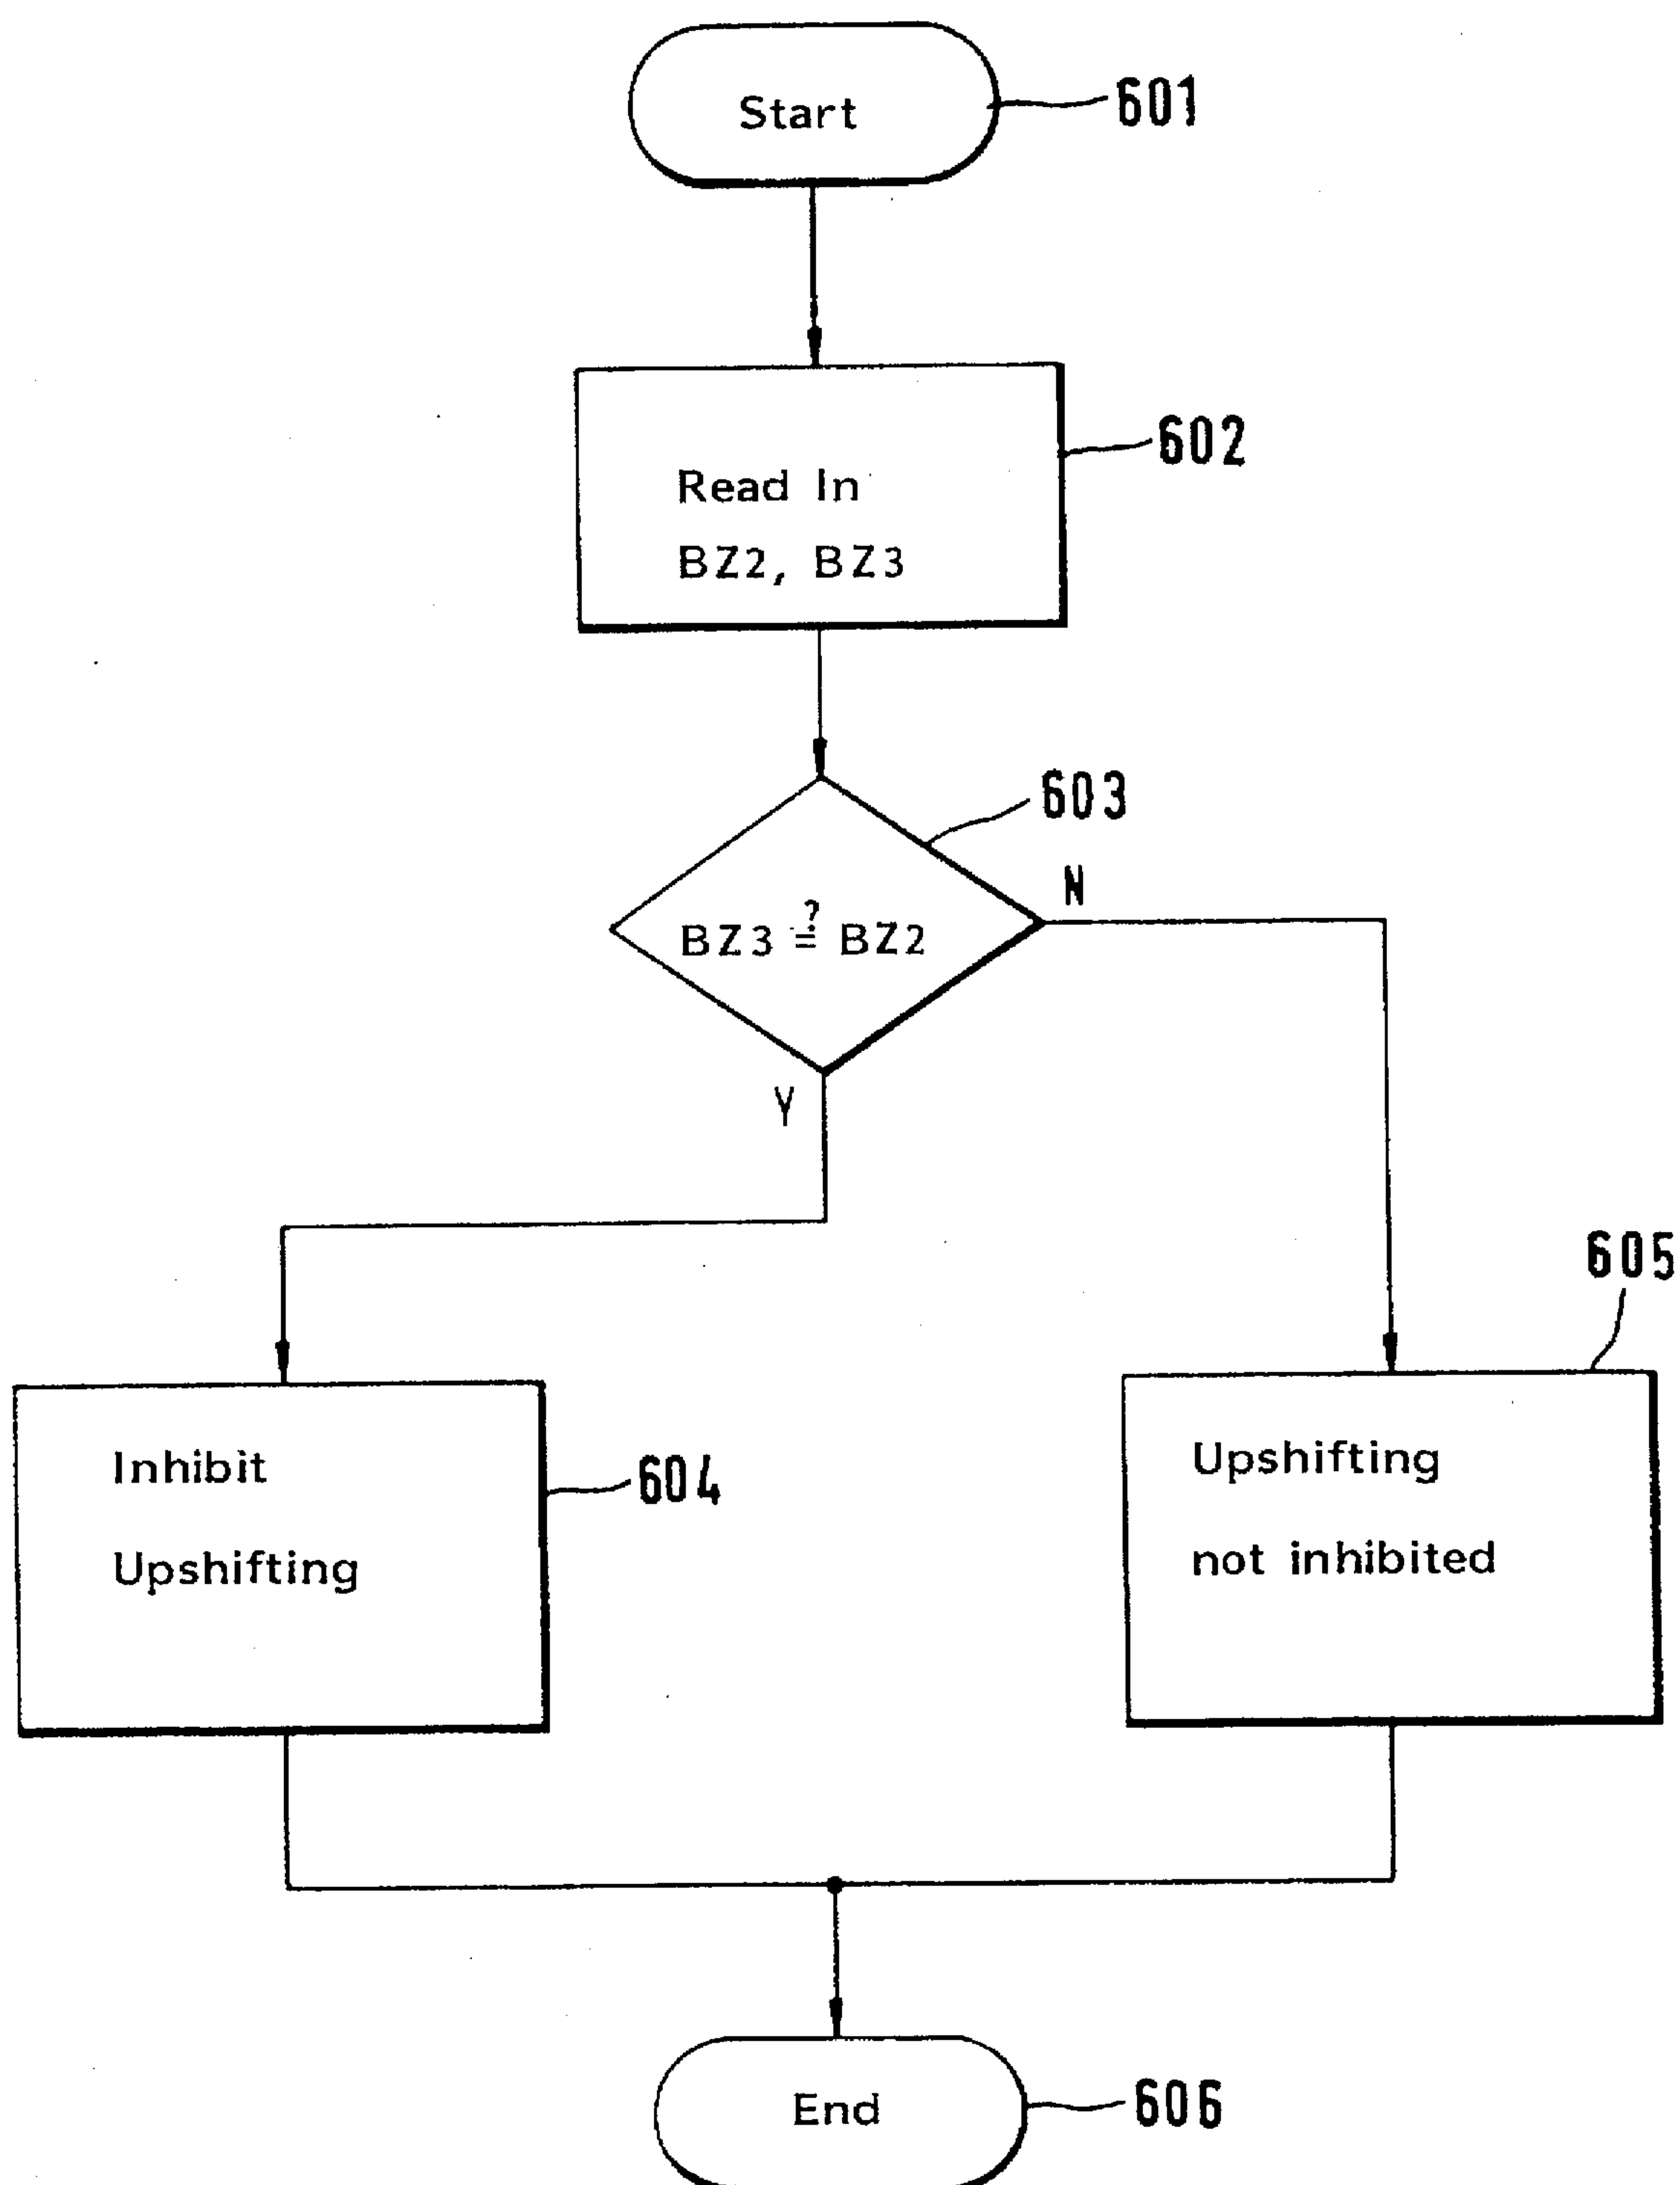 Start
601
Read In
BZ2, BZ3
602
603
BZ3 ≟ BZ2
N
Y
605
Inhibit
Upshifting
604
Upshifting
not inhibited
End
606